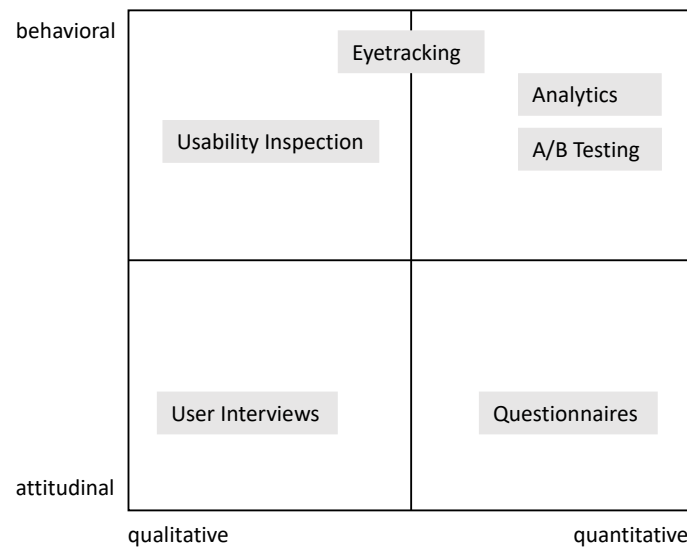 behavioral
Eyetracking
Analytics
Usability Inspection
A/B Testing
User Interviews
Questionnaires
attitudinal
qualitative
quantitative